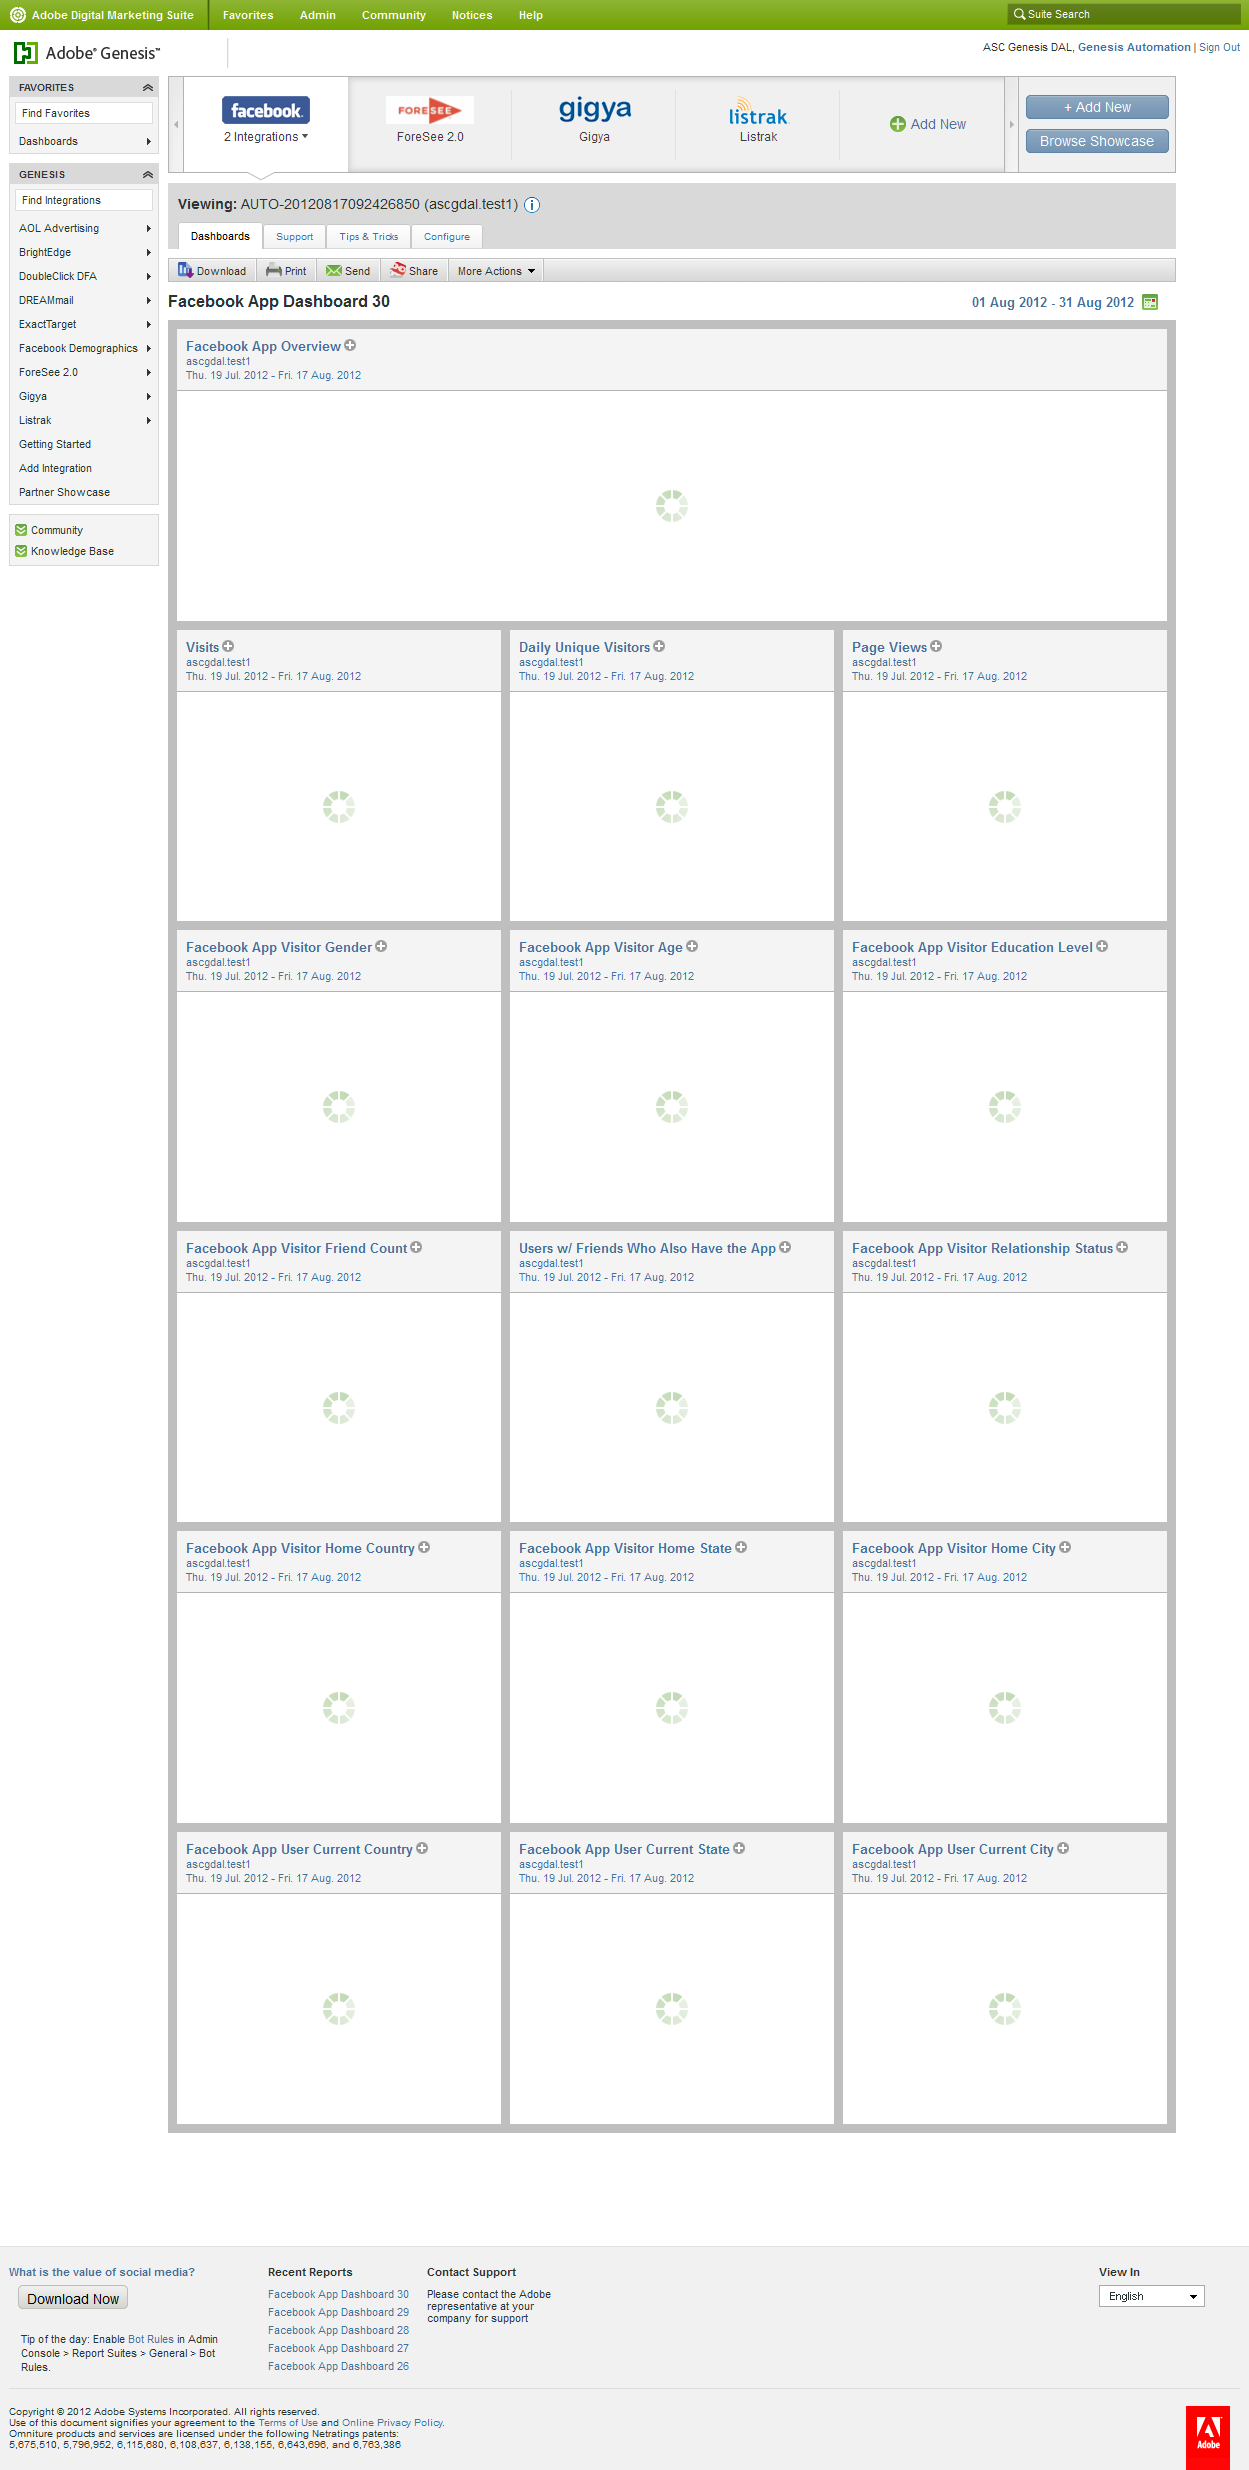 Adobe Digital Marketing Suite Favorites Admin Community Notices Help Suite Search
Adobe® Genesis™ ASC Genesis DAL, Genesis Automation | Sign Out
FAVORITES
Find Favorites
Dashboards
GENESIS
Find Integrations
AOL Advertising
BrightEdge
DoubleClick DFA
DREAMmail
ExactTarget
Facebook Demographics
ForeSee 2.0
Gigya
Listrak
Getting Started
Add Integration
Partner Showcase
Community
Knowledge Base
facebook. FORESEE gigya listrak
2 Integrations ForeSee 2.0 Gigya Listrak Add New
+ Add New
Browse Showcase
Viewing: AUTO-20120817092426850 (ascgdal.test1) i
Dashboards Support Tips & Tricks Configure
Download Print Send Share More Actions
Facebook App Dashboard 30 01 Aug 2012 - 31 Aug 2012
Facebook App Overview
ascgdal.test1
Thu. 19 Jul. 2012 - Fri. 17 Aug. 2012
Visits
ascgdal.test1
Thu. 19 Jul. 2012 - Fri. 17 Aug. 2012
Daily Unique Visitors
ascgdal.test1
Thu. 19 Jul. 2012 - Fri. 17 Aug. 2012
Page Views
ascgdal.test1
Thu. 19 Jul. 2012 - Fri. 17 Aug. 2012
Facebook App Visitor Gender
ascgdal.test1
Thu. 19 Jul. 2012 - Fri. 17 Aug. 2012
Facebook App Visitor Age
ascgdal.test1
Thu. 19 Jul. 2012 - Fri. 17 Aug. 2012
Facebook App Visitor Education Level
ascgdal.test1
Thu. 19 Jul. 2012 - Fri. 17 Aug. 2012
Facebook App Visitor Friend Count
ascgdal.test1
Thu. 19 Jul. 2012 - Fri. 17 Aug. 2012
Users w/ Friends Who Also Have the App
ascgdal.test1
Thu. 19 Jul. 2012 - Fri. 17 Aug. 2012
Facebook App Visitor Relationship Status
ascgdal.test1
Thu. 19 Jul. 2012 - Fri. 17 Aug. 2012
Facebook App Visitor Home Country
ascgdal.test1
Thu. 19 Jul. 2012 - Fri. 17 Aug. 2012
Facebook App Visitor Home State
ascgdal.test1
Thu. 19 Jul. 2012 - Fri. 17 Aug. 2012
Facebook App Visitor Home City
ascgdal.test1
Thu. 19 Jul. 2012 - Fri. 17 Aug. 2012
Facebook App User Current Country
ascgdal.test1
Thu. 19 Jul. 2012 - Fri. 17 Aug. 2012
Facebook App User Current State
ascgdal.test1
Thu. 19 Jul. 2012 - Fri. 17 Aug. 2012
Facebook App User Current City
ascgdal.test1
Thu. 19 Jul. 2012 - Fri. 17 Aug. 2012
What is the value of social media?
Download Now
Tip of the day: Enable Bot Rules in Admin
Console > Report Suites > General > Bot
Rules.
Recent Reports
Facebook App Dashboard 30
Facebook App Dashboard 29
Facebook App Dashboard 28
Facebook App Dashboard 27
Facebook App Dashboard 26
Contact Support
Please contact the Adobe
representative at your
company for support
View In
English
Copyright © 2012 Adobe Systems Incorporated. All rights reserved.
Use of this document signifies your agreement to the Terms of Use and Online Privacy Policy.
Omniture products and services are licensed under the following Netratings patents:
5,675,510, 5,796,952, 6,115,680, 6,108,637, 6,138,155, 6,643,696, and 6,763,386
Adobe